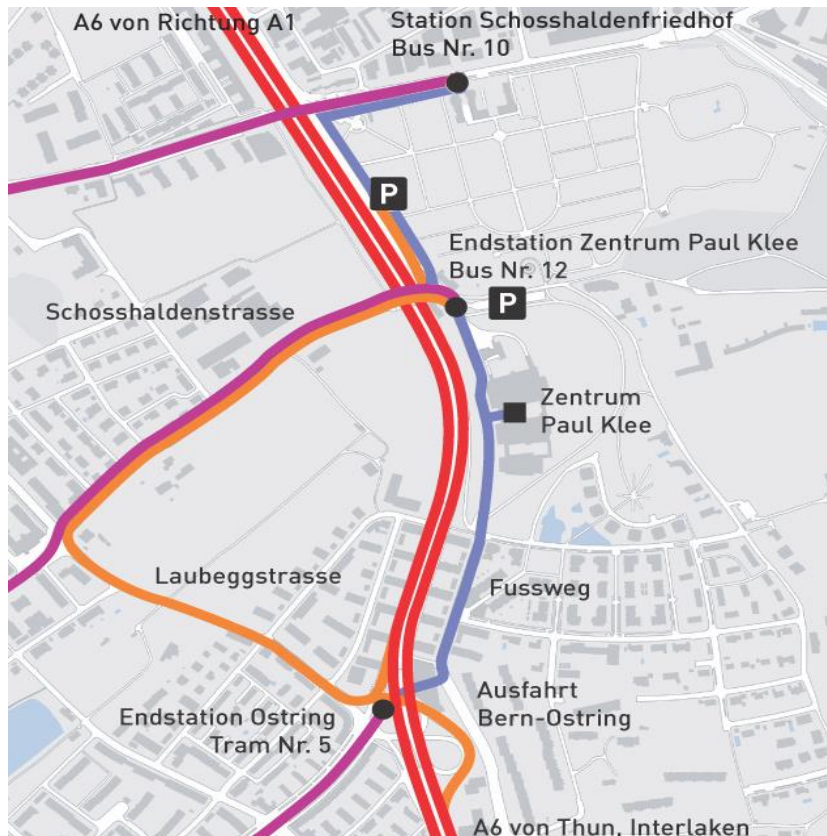 A6 von Richtung A1
Station Schosshaldenfriedhof
Bus Nr. 10
P
Endstation Zentrum Paul Klee
Bus Nr. 12
P
Schosshaldenstrasse
Zentrum
Paul Klee
Laubeggstrasse
Fussweg
Ausfahrt
Bern-Ostring
Endstation Ostring
Tram Nr. 5
A6 von Thun, Interlaken